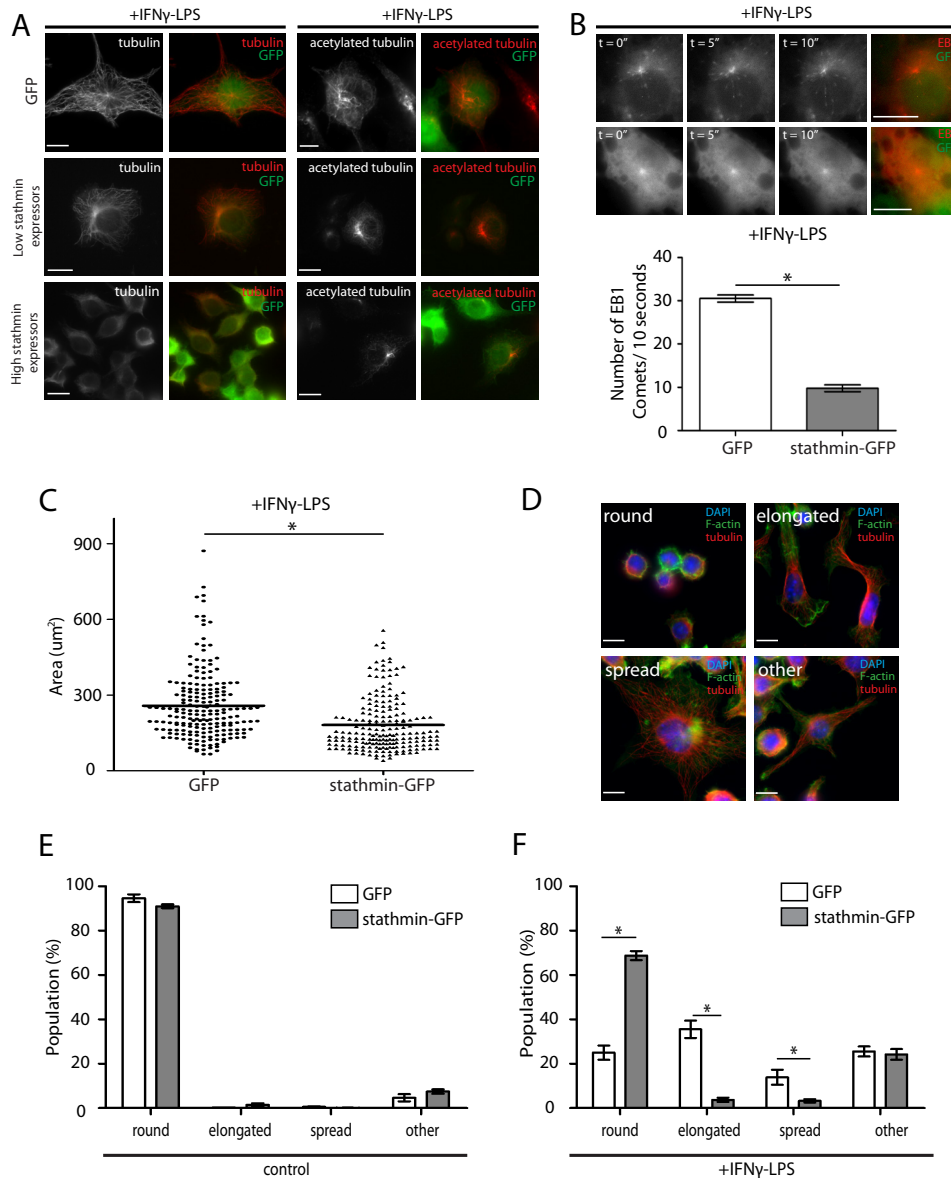 A
+IFNγ-LPS
+IFNγ-LPS
tubulin
tubulin
GFP
acetylated tubulin
acetylated tubulin
GFP
GFP
tubulin
tubulin
GFP
acetylated tubulin
acetylated tubulin
GFP
Low stathmin
expressors
tubulin
tubulin
GFP
acetylated tubulin
acetylated tubulin
GFP
High stathmin
expressors
B
+IFNγ-LPS
t = 0”
t = 5”
t = 10”
EB
GF
t = 0”
t = 5”
t = 10”
EB
GF
+IFNγ-LPS
Number of EB1
Comets/ 10 seconds
40
30
20
10
0
*
GFP
stathmin-GFP
C
+IFNγ-LPS
*
Area (um²)
900
600
300
0
GFP
stathmin-GFP
D
round
DAPI
F-actin
tubulin
elongated
DAPI
F-actin
tubulin
spread
DAPI
F-actin
tubulin
other
DAPI
F-actin
tubulin
E
Population (%)
100
80
60
40
20
0
GFP
stathmin-GFP
round
elongated
spread
other
control
F
Population (%)
100
80
60
40
20
0
GFP
stathmin-GFP
*
*
*
round
elongated
spread
other
+IFNγ-LPS